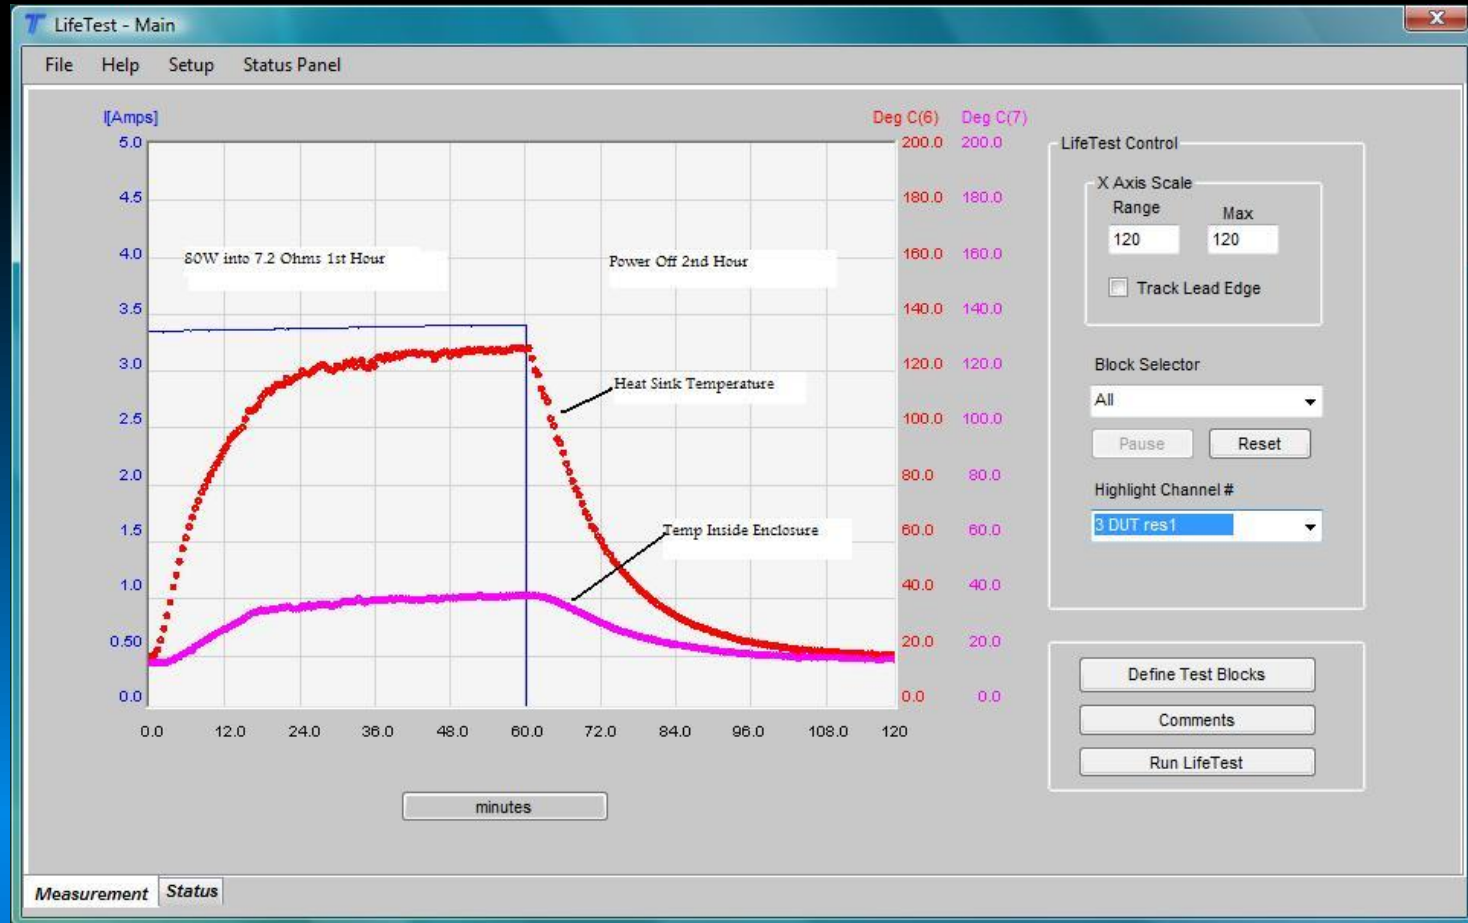 LifeTest - Main
X
File Help Setup Status Panel
I[Amps] Deg C(6) Deg C(7)
5.0 200.0 200.0
4.5 180.0 180.0
4.0 160.0 160.0
3.5 140.0 140.0
3.0 120.0 120.0
2.5 100.0 100.0
2.0 80.0 80.0
1.5 60.0 60.0
1.0 40.0 40.0
0.50 20.0 20.0
0.0 0.0 0.0
80W into 7.2 Ohms 1st Hour
Power Off 2nd Hour
Heat Sink Temperature
Temp Inside Enclosure
0.0 12.0 24.0 36.0 48.0 60.0 72.0 84.0 96.0 108.0 120
minutes
LifeTest Control
X Axis Scale
Range Max
120 120
Track Lead Edge
Block Selector
All
Pause Reset
Highlight Channel #
3 DUT res1
Define Test Blocks
Comments
Run LifeTest
Measurement Status